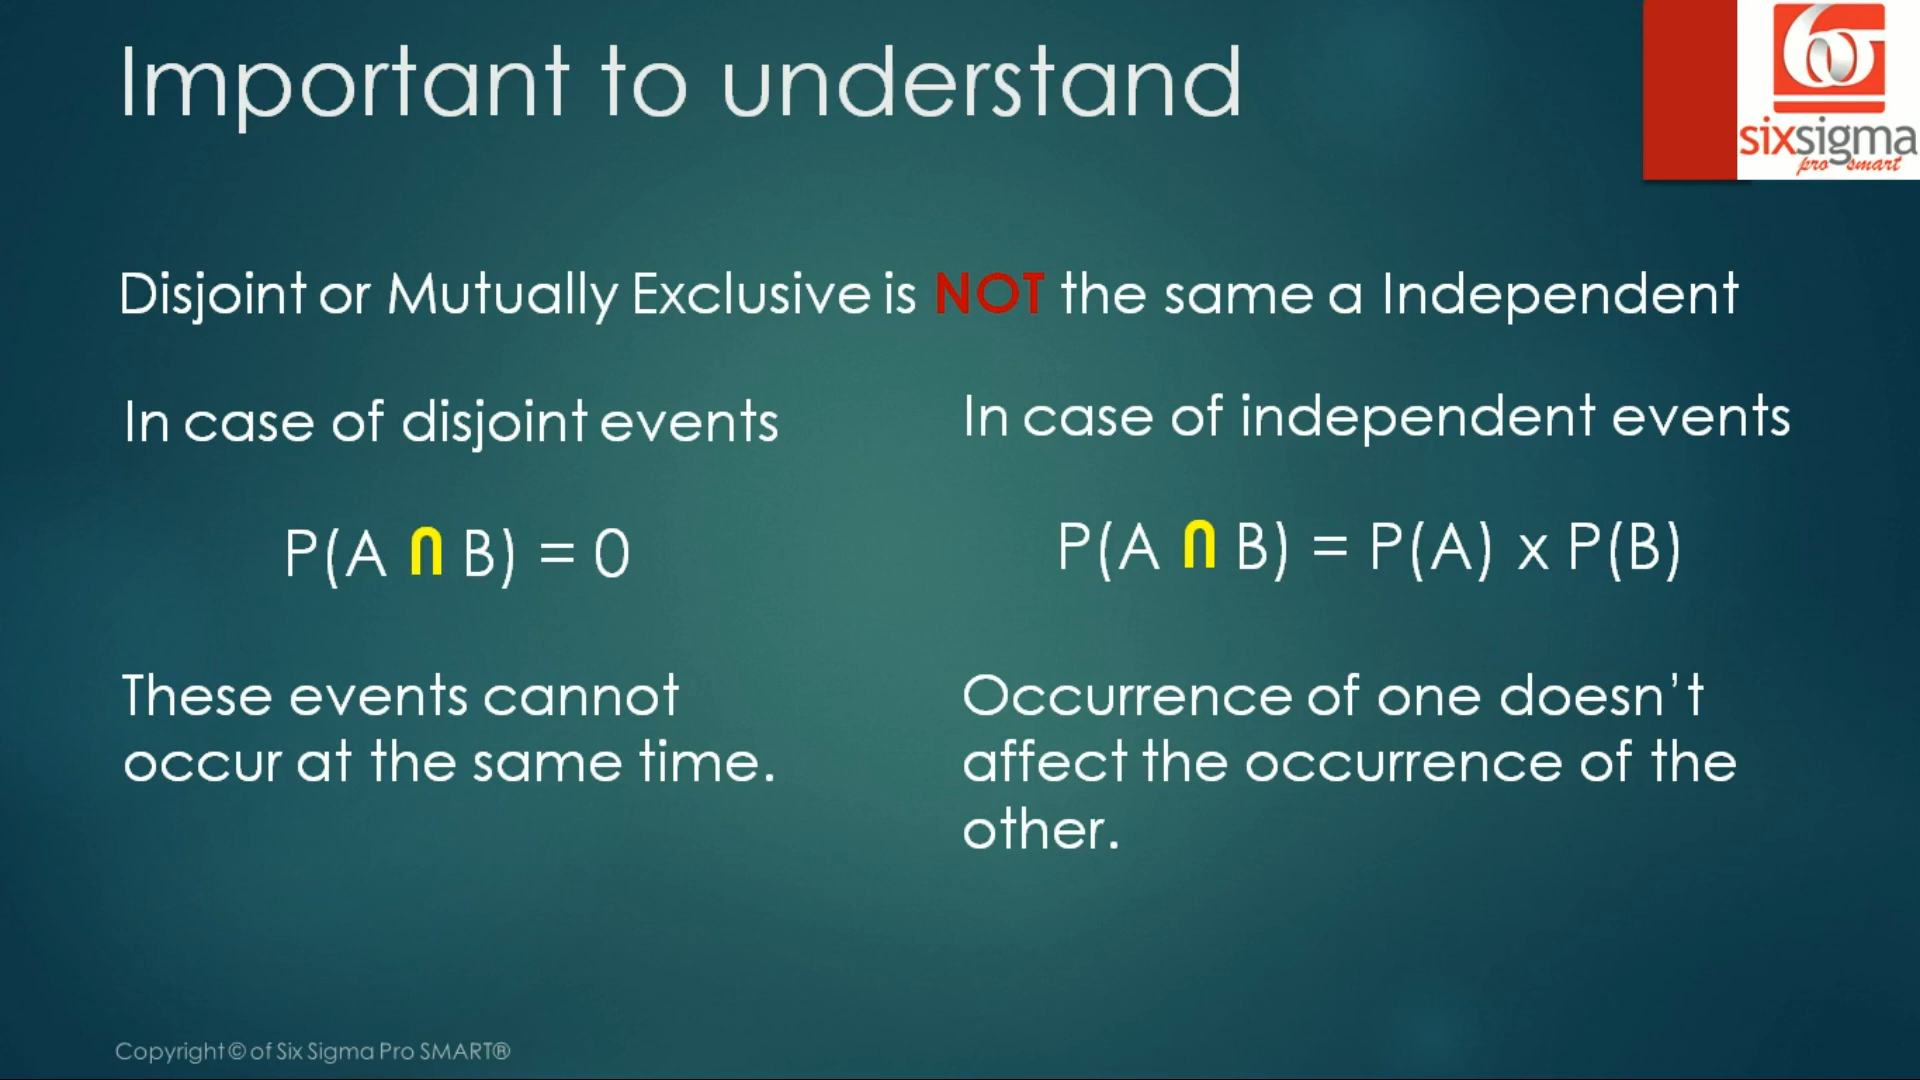 Important to understand
6σ
sixsigma
pro smart
Disjoint or Mutually Exclusive is NOT the same a Independent
In case of disjoint events
P(A ∩ B) = 0
These events cannot
occur at the same time.
In case of independent events
P(A ∩ B) = P(A) x P(B)
Occurrence of one doesn't
affect the occurrence of the
other.
Copyright © of Six Sigma Pro SMART®